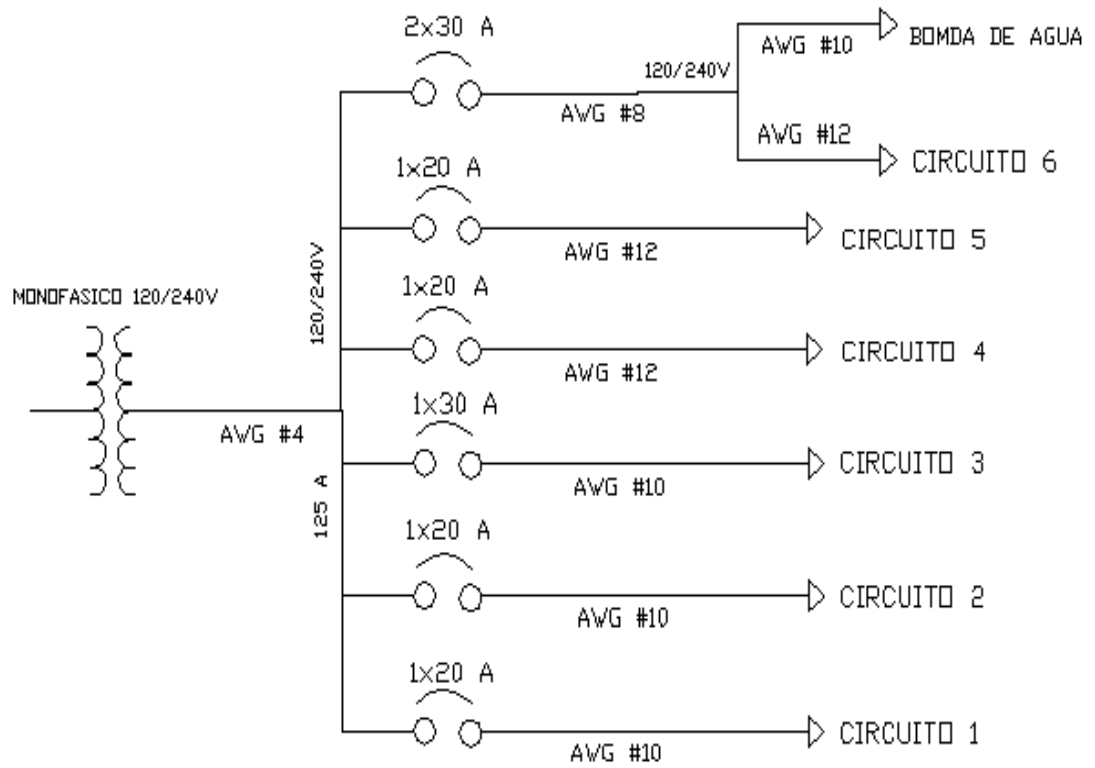 2x30 A
AWG #10
BOMDA DE AGUA
120/240V
AWG #8
AWG #12
CIRCUITO 6
1x20 A
AWG #12
CIRCUITO 5
MONOFASICO 120/240V
120/240V
1x20 A
AWG #12
CIRCUITO 4
AWG #4
1x30 A
AWG #10
CIRCUITO 3
125 A
1x20 A
AWG #10
CIRCUITO 2
1x20 A
AWG #10
CIRCUITO 1